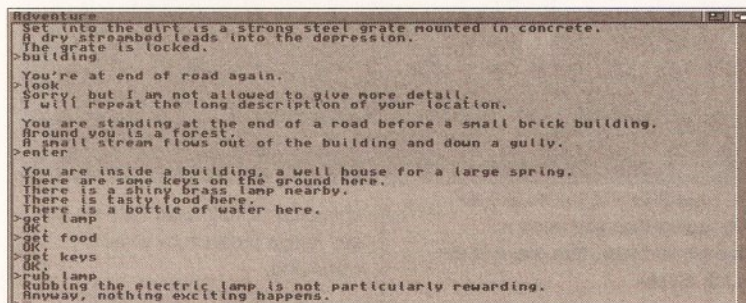 Adventure
Set into the dirt is a strong steel grate mounted in concrete.
A dry streambed leads into the depression.
The grate is locked.
>building
You're at end of road again.
>look
Sorry, but I am not allowed to give more detail.
I will repeat the long description of your location.
You are standing at the end of a road before a small brick building.
Around you is a forest.
A small stream flows out of the building and down a gully.
>enter
You are inside a building, a well house for a large spring.
There are some keys on the ground here.
There is a shiny brass lamp nearby.
There is tasty food here.
There is a bottle of water here.
>get lamp
OK.
>get food
OK.
>get keys
OK.
>rub lamp
Rubbing the electric lamp is not particularly rewarding.
Anyway, nothing exciting happens.